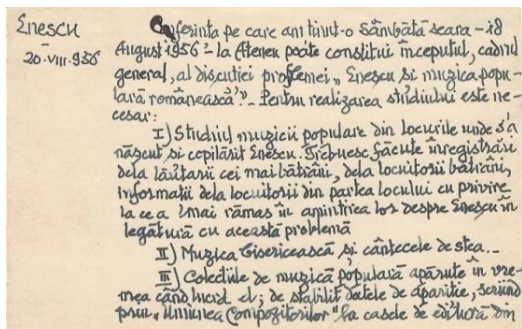 Enescu
-
20-VIII-956
Conferința pe care am ținut-o Sâmbătă seara - 18
August 1956 - la Ateneu poate constitui începutul, cadrul
general, al discuției problemei „Enescu și muzica popu-
lară românească". - Pentru realizarea studiului este ne-
cesar:
I) Studiul muzicii populare din locurile unde s'a
născut și copilărit Enescu. Trebuesc făcute înregistrări
dela lăutarii cei mai bătrâni, dela locuitorii bătrâni,
informații dela locuitorii din partea locului cu privire
la ce a mai rămas în amintirea lor despre Enescu în
legătură cu această problemă
II) Muzica bisericească și cântecele de stea...
III) Colecțiile de muzică populară apărute în vre-
mea când lucra el; de stabilit datele de apariție, scriind
prin „Uniunea Compozitorilor" la casele de editură din